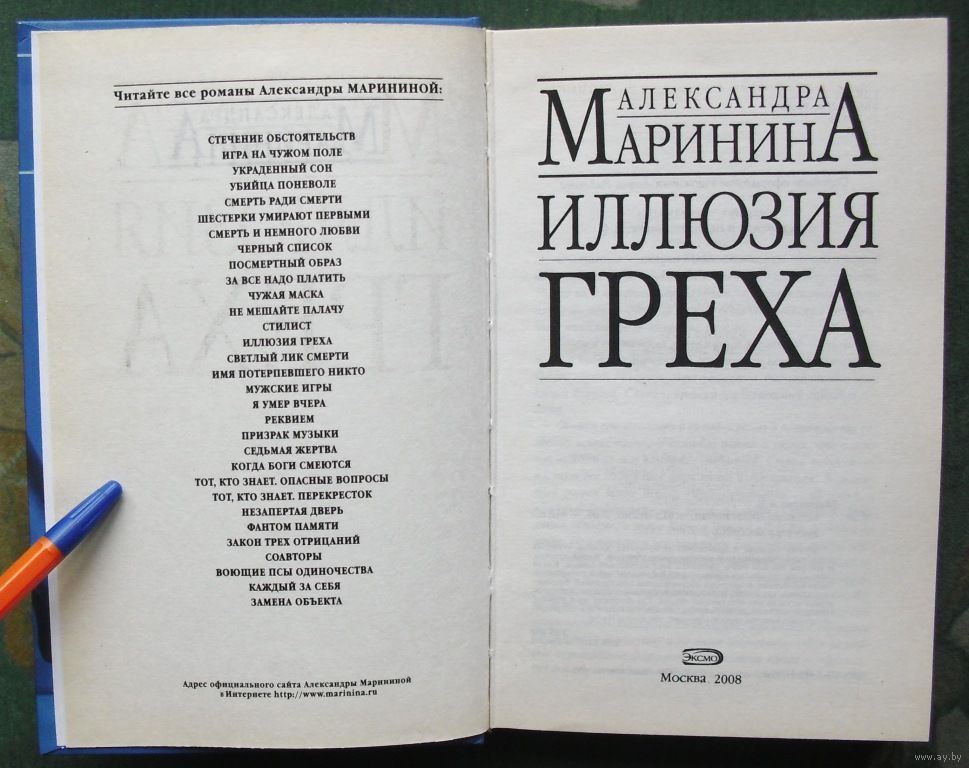 Читайте все романы Александры МАРИНИНОЙ:
СТЕЧЕНИЕ ОБСТОЯТЕЛЬСТВ
ИГРА НА ЧУЖОМ ПОЛЕ
УКРАДЕННЫЙ СОН
УБИЙЦА ПОНЕВОЛЕ
СМЕРТЬ РАДИ СМЕРТИ
ШЕСТЕРКИ УМИРАЮТ ПЕРВЫМИ
СМЕРТЬ И НЕМНОГО ЛЮБВИ
ЧЕРНЫЙ СПИСОК
ПОСМЕРТНЫЙ ОБРАЗ
ЗА ВСЕ НАДО ПЛАТИТЬ
ЧУЖАЯ МАСКА
НЕ МЕШАЙТЕ ПАЛАЧУ
СТИЛИСТ
ИЛЛЮЗИЯ ГРЕХА
СВЕТЛЫЙ ЛИК СМЕРТИ
ИМЯ ПОТЕРПЕВШЕГО НИКТО
МУЖСКИЕ ИГРЫ
Я УМЕР ВЧЕРА
РЕКВИЕМ
ПРИЗРАК МУЗЫКИ
СЕДЬМАЯ ЖЕРТВА
КОГДА БОГИ СМЕЮТСЯ
ТОТ, КТО ЗНАЕТ. ОПАСНЫЕ ВОПРОСЫ
ТОТ, КТО ЗНАЕТ. ПЕРЕКРЕСТОК
НЕЗАПЕРТАЯ ДВЕРЬ
ФАНТОМ ПАМЯТИ
ЗАКОН ТРЕХ ОТРИЦАНИЙ
СОАВТОРЫ
ВОЮЩИЕ ПСЫ ОДИНОЧЕСТВА
КАЖДЫЙ ЗА СЕБЯ
ЗАМЕНА ОБЪЕКТА
Адрес официального сайта Александры Марининой
в Интернете http://www.marinina.ru
АЛЕКСАНДРА
МАРИНИНА
ИЛЛЮЗИЯ
ГРЕХА
ЭКСМО
Москва 2008
www.ay.by